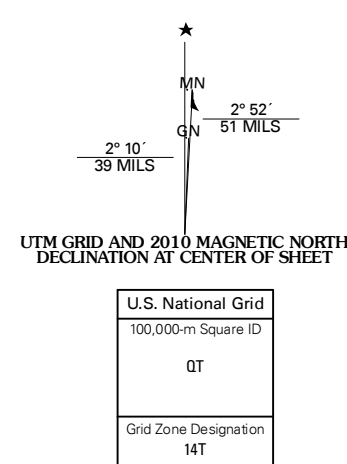 MN
GN
2° 52´
51 MILS
2° 10´
39 MILS
UTM GRID AND 2010 MAGNETIC NORTH
DECLINATION AT CENTER OF SHEET
U.S. National Grid
100,000-m Square ID
QT
Grid Zone Designation
14T